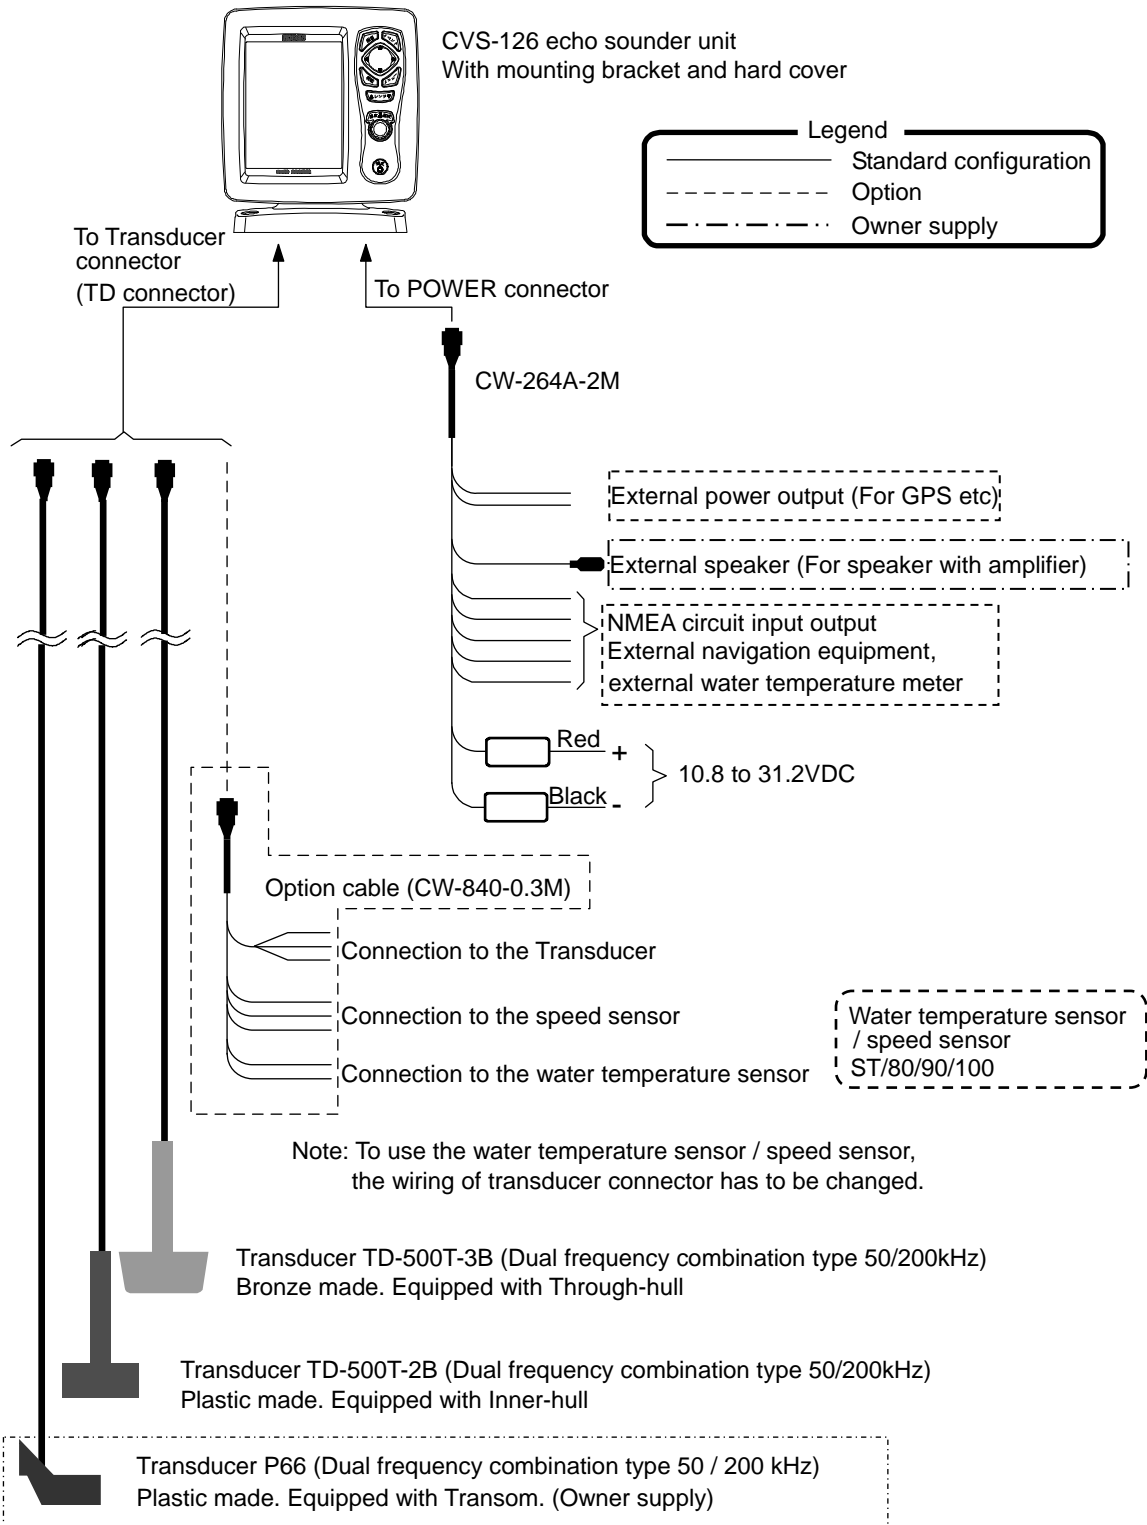 CVS-126 echo sounder unit
With mounting bracket and hard cover
Legend
Standard configuration
Option
Owner supply
To Transducer
connector
(TD connector)
To POWER connector
CW-264A-2M
External power output (For GPS etc)
External speaker (For speaker with amplifier)
NMEA circuit input output
External navigation equipment,
external water temperature meter
Red
+
10.8 to 31.2VDC
Black
-
Option cable (CW-840-0.3M)
Connection to the Transducer
Connection to the speed sensor
Connection to the water temperature sensor
Water temperature sensor
/ speed sensor
ST/80/90/100
Note: To use the water temperature sensor / speed sensor,
the wiring of transducer connector has to be changed.
Transducer TD-500T-3B (Dual frequency combination type 50/200kHz)
Bronze made. Equipped with Through-hull
Transducer TD-500T-2B (Dual frequency combination type 50/200kHz)
Plastic made. Equipped with Inner-hull
Transducer P66 (Dual frequency combination type 50 / 200 kHz)
Plastic made. Equipped with Transom. (Owner supply)